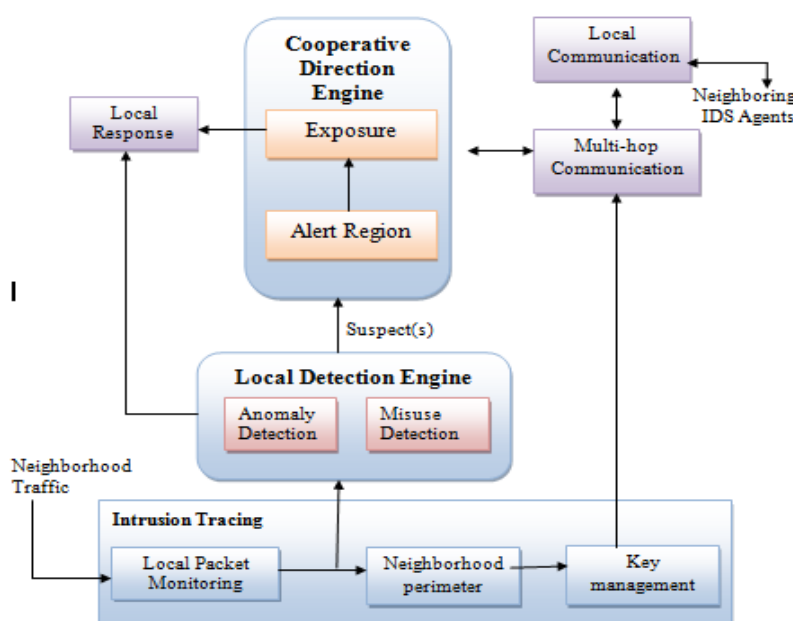 Cooperative
Direction
Engine
Exposure
Alert Region
Local
Response
Local
Communication
Neighboring
IDS Agents
Multi-hop
Communication
Suspect(s)
Local Detection Engine
Anomaly
Detection
Misuse
Detection
Neighborhood
Traffic
Intrusion Tracing
Local Packet
Monitoring
Neighborhood
perimeter
Key
management